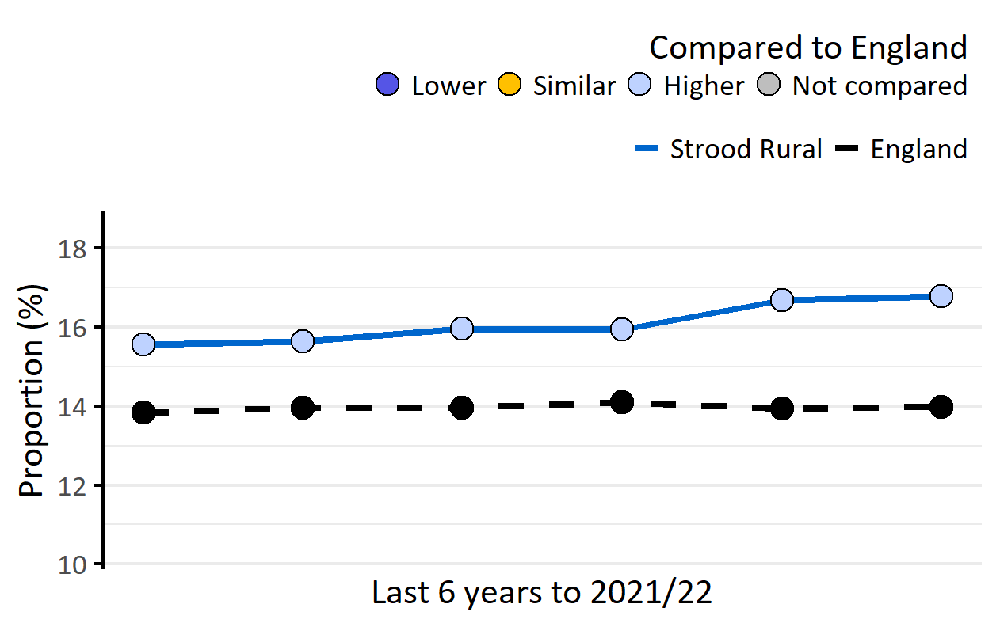 Compared to England
Lower Similar Higher Not compared
Strood Rural England
18
16
14
12
10
Proportion (%)
Last 6 years to 2021/22